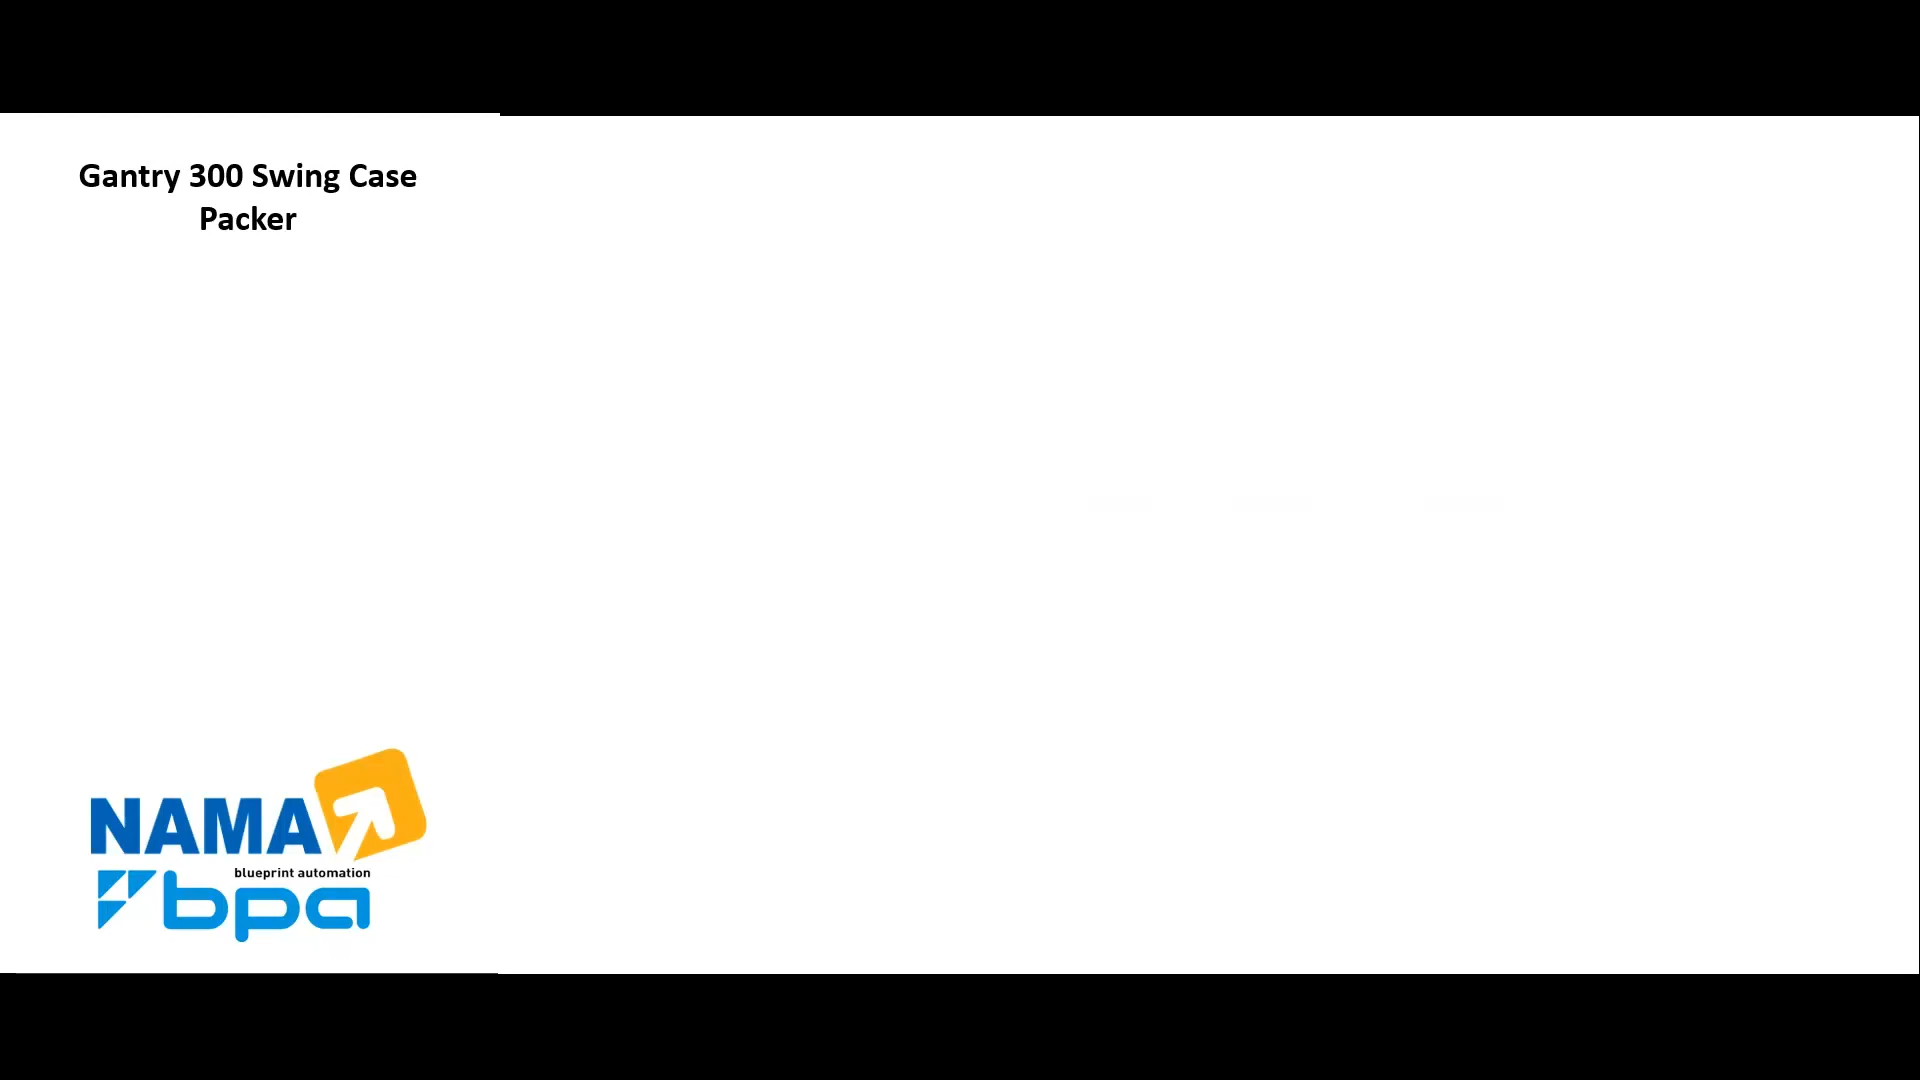 Gantry 300 Swing Case
Packer
NAMA
blueprint automation
bpa